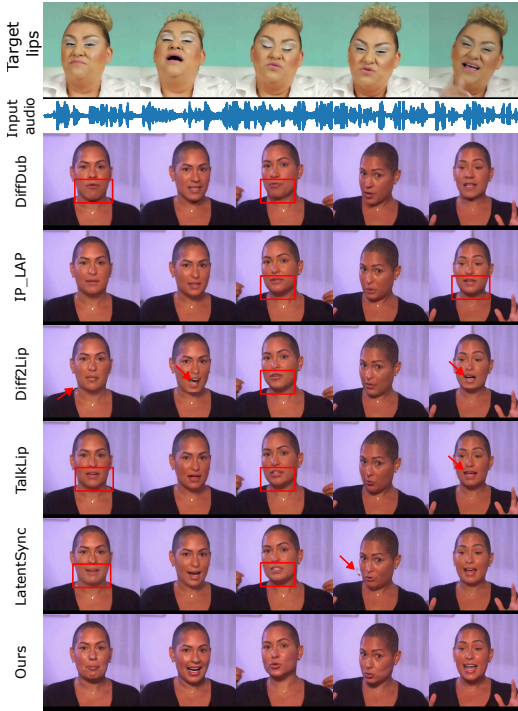 Target
lips
Input
audio
DiffDub
IP_LAP
Diff2Lip
TalkLip
LatentSync
Ours